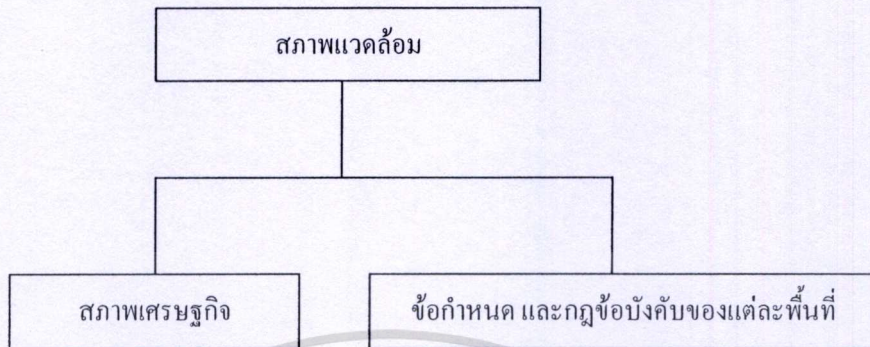 สภาพแวดล้อม
สภาพเศรษฐกิจ
ข้อกำหนด และกฎข้อบังคับของแต่ละพื้นที่